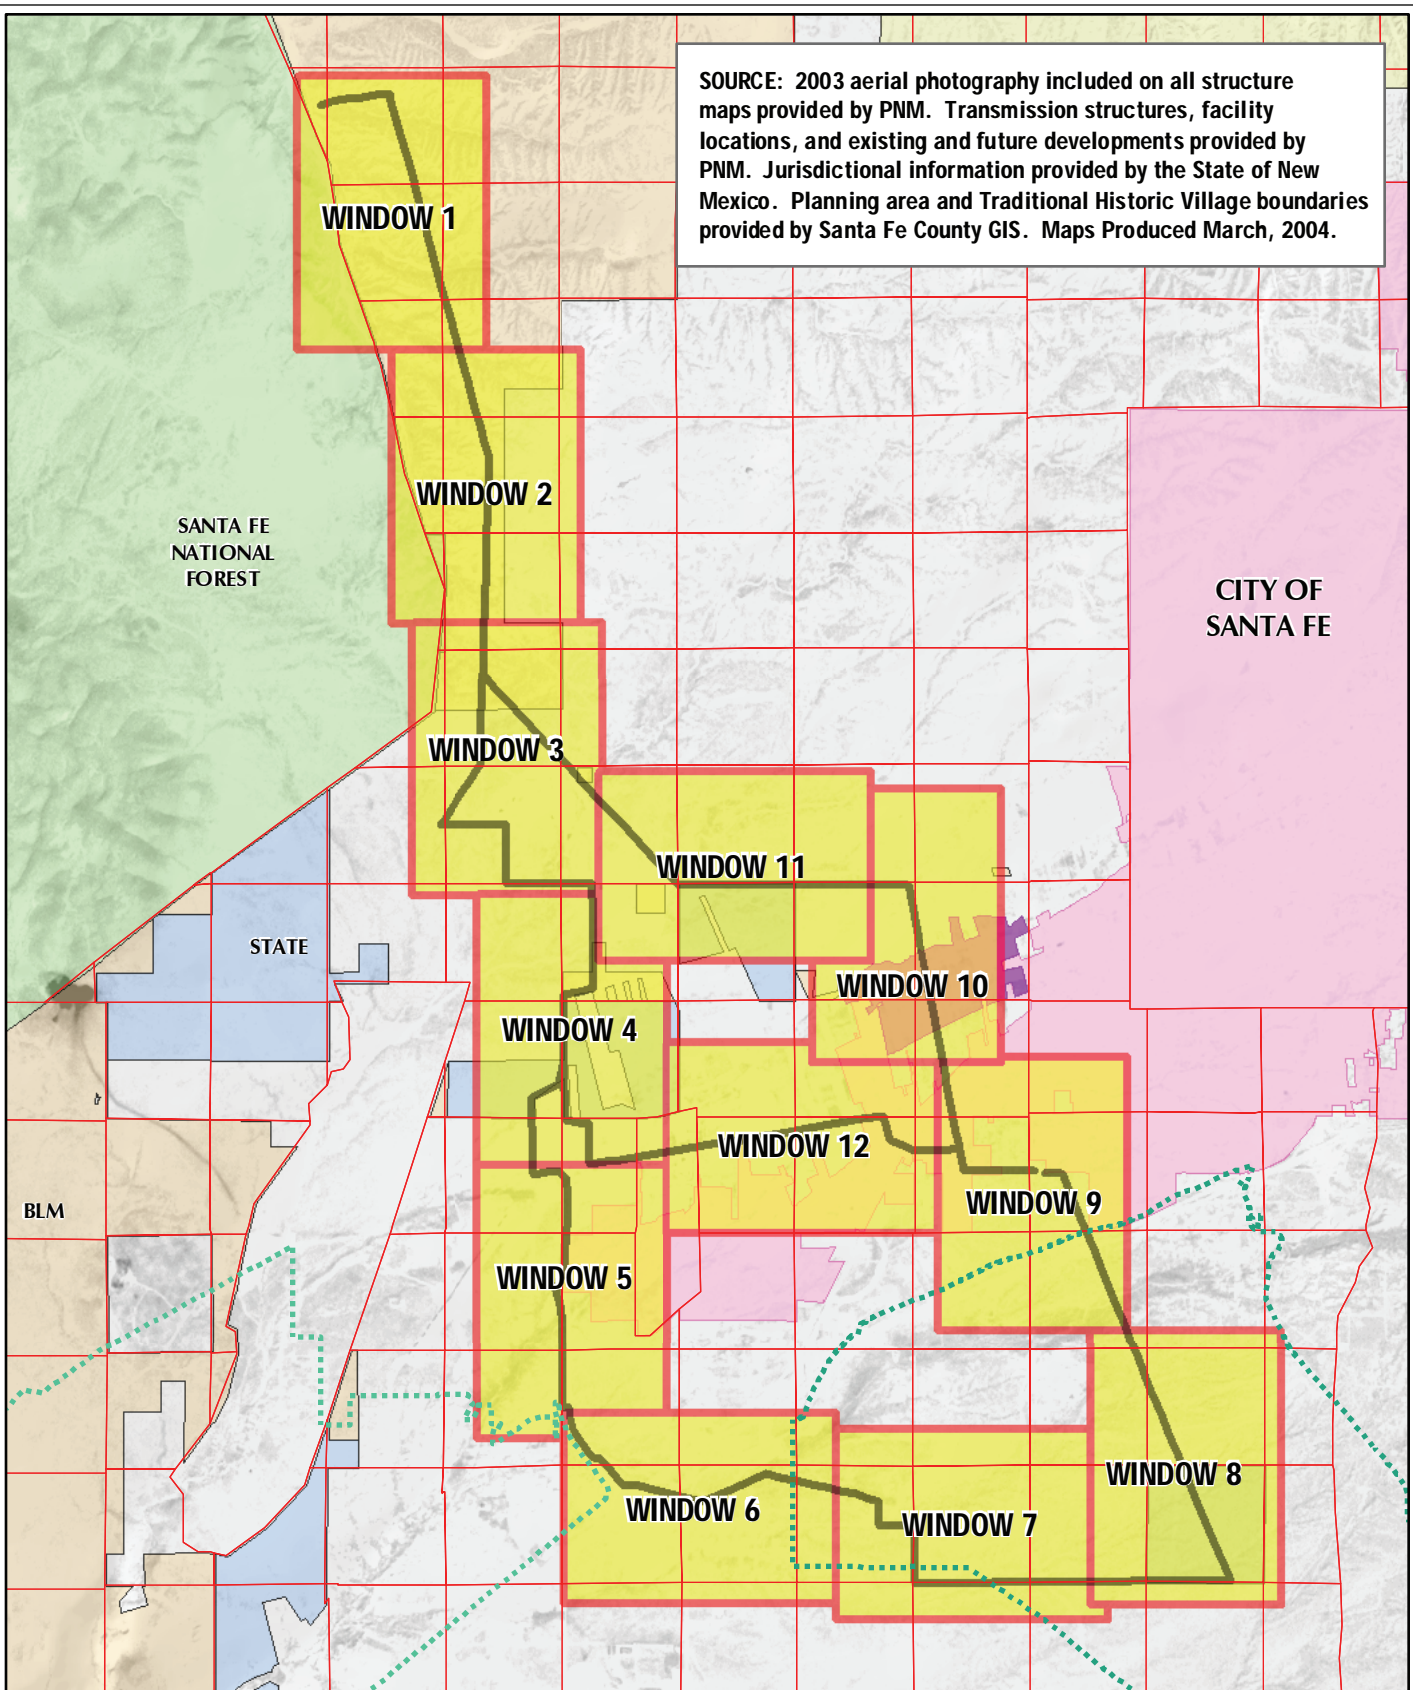 SOURCE: 2003 aerial photography included on all structure
maps provided by PNM. Transmission structures, facility
locations, and existing and future developments provided by
PNM. Jurisdictional information provided by the State of New
Mexico. Planning area and Traditional Historic Village boundaries
provided by Santa Fe County GIS. Maps Produced March, 2004.
WINDOW 1
WINDOW 2
SANTA FE
NATIONAL
FOREST
CITY OF
SANTA FE
WINDOW 3
WINDOW 11
STATE
WINDOW 10
WINDOW 4
WINDOW 12
BLM
WINDOW 9
WINDOW 5
WINDOW 8
WINDOW 6
WINDOW 7